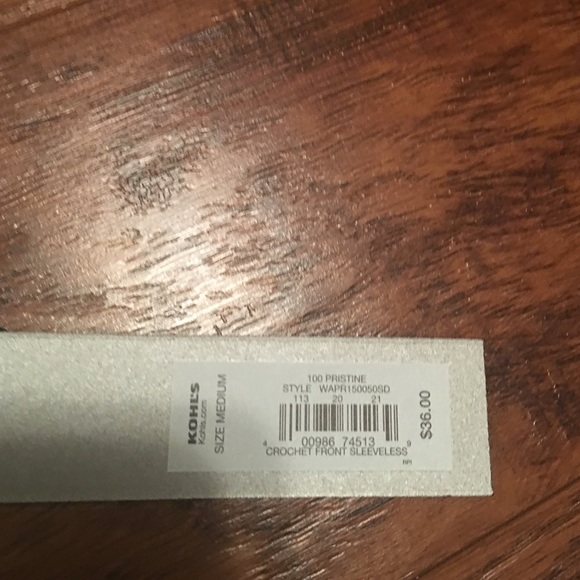 KOHL'S
Kohls.com
SIZE MEDIUM
100 PRISTINE
STYLE WAPR150050SD
113 20 21
4 00986 74513 9
CROCHET FRONT SLEEVELESS
$36.00